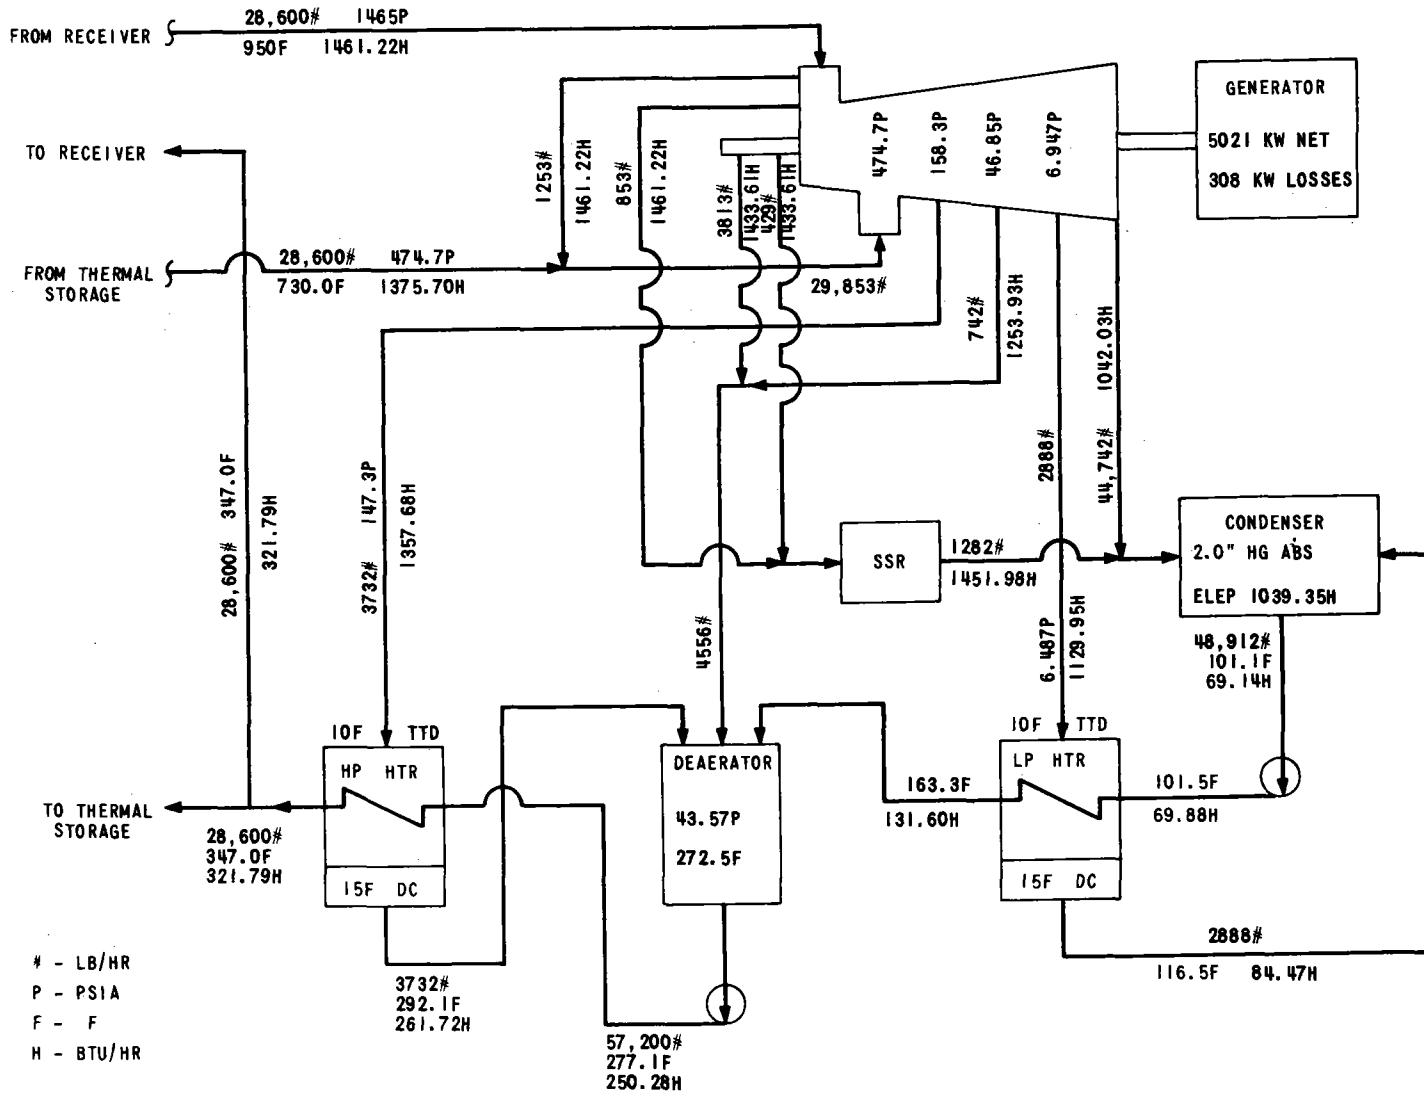 28,600# 1465P
FROM RECEIVER
950F 1461.22H
GENERATOR
5021 KW NET
308 KW LOSSES
474.7P
158.3P
46.85P
6.947P
TO RECEIVER
1253#
1461.22H
853#
1461.22H
3813#
1433.61H
429#
1433.61H
FROM THERMAL
STORAGE
28,600# 474.7P
730.0F 1375.70H
29,853#
742#
1253.93H
2888#
44,742# 1042.03H
28,600# 347.0F
321.79H
3732# 147.3P
1357.68H
SSR
1282#
1451.98H
CONDENSER
2.0" HG ABS
ELEP 1039.35H
4556#
6.487P
1129.95H
48,912#
101.1F
69.14H
10F TTD
HP HTR
15F DC
DEAERATOR
43.57P
272.5F
10F TTD
LP HTR
15F DC
163.3F
131.60H
101.5F
69.88H
TO THERMAL
STORAGE
28,600#
347.0F
321.79H
2888#
116.5F 84.47H
3732#
292.1F
261.72H
57,200#
277.1F
250.28H
# - LB/HR
P - PSIA
F - F
H - BTU/HR